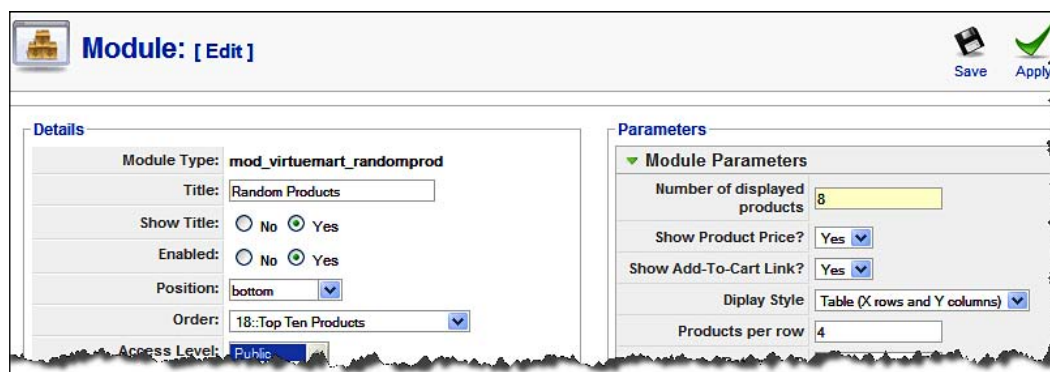 Module: [ Edit ]
Save
Apply
Details
Module Type: mod_virtuemart_randomprod
Title: Random Products
Show Title: No Yes
Enabled: No Yes
Position: bottom
Order: 18::Top Ten Products
Access Level: Public
Parameters
Module Parameters
Number of displayed
products 8
Show Product Price? Yes
Show Add-To-Cart Link? Yes
Diplay Style Table (X rows and Y columns)
Products per row 4